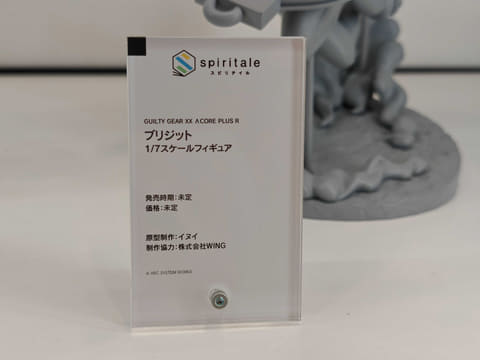 spiritale
スピリテイル
GUILTY GEAR XX ΛCORE PLUS R
ブリジット
1/7スケールフィギュア
発売時期:未定
価格:未定
原型制作:イヌイ
制作協力:株式会社WING
© ARC SYSTEM WORKS